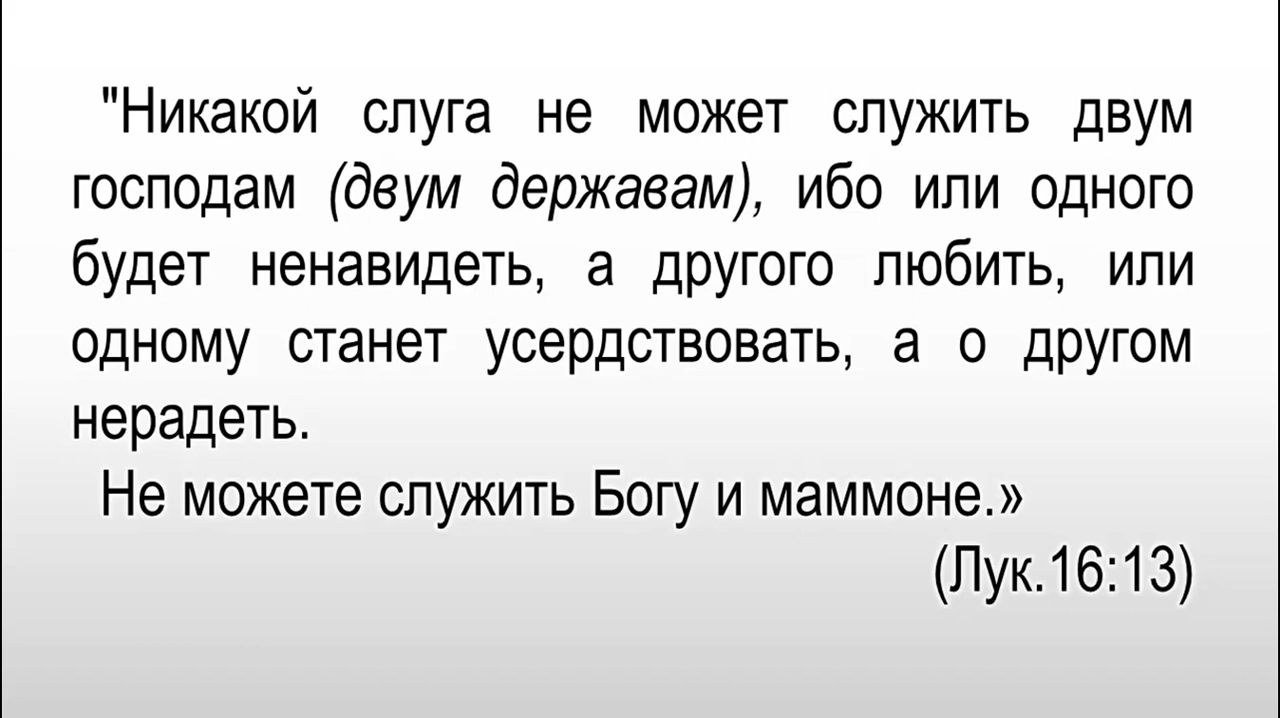 "Никакой слуга не может служить двум
господам (двум державам), ибо или одного
будет ненавидеть, а другого любить, или
одному станет усердствовать, а о другом
нерадеть.
Не можете служить Богу и маммоне.»
(Лук.16:13)